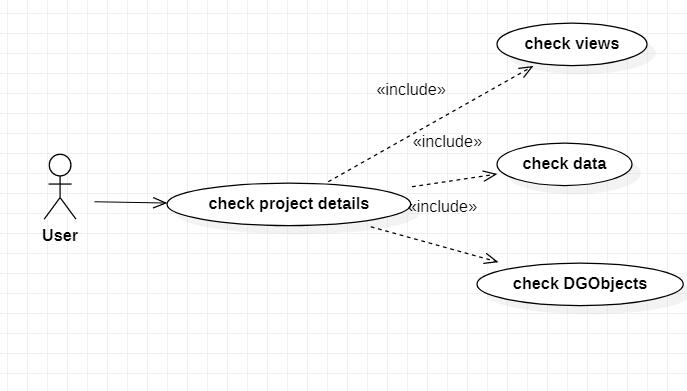 check views
«include»
«include»
check data
check project details
«include»
User
check DGObjects